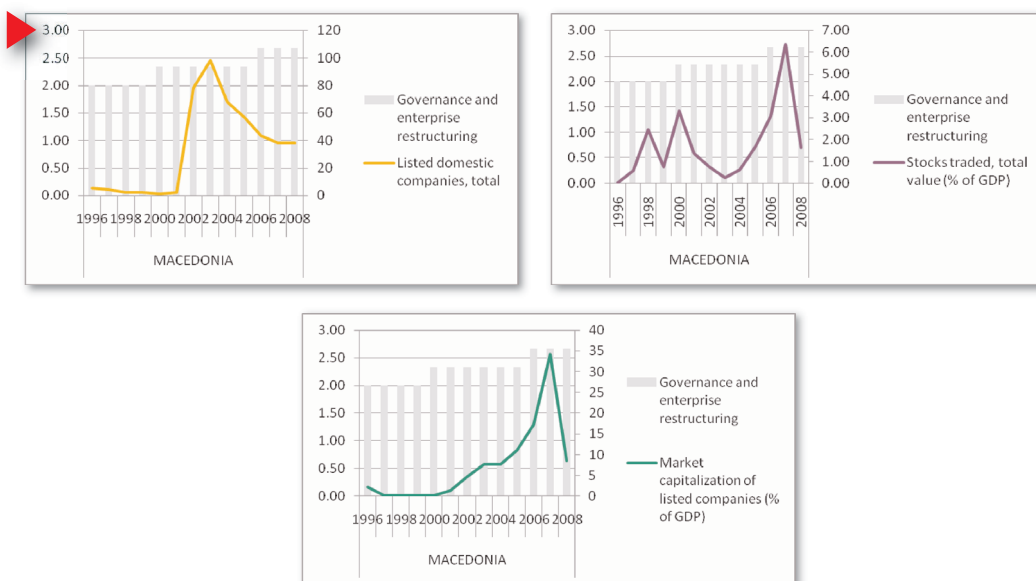 3.00
2.50
2.00
1.50
1.00
0.50
0.00
120
100
80
60
40
20
0
1996 1998 2000 2002 2004 2006 2008
MACEDONIA
Governance and
enterprise
restructuring
Listed domestic
companies, total
3.00
2.50
2.00
1.50
1.00
0.50
0.00
7.00
6.00
5.00
4.00
3.00
2.00
1.00
0.00
1996
1998
2000
2002
2004
2006
2008
MACEDONIA
Governance and
enterprise
restructuring
Stocks traded, total
value (% of GDP)
3.00
2.50
2.00
1.50
1.00
0.50
0.00
40
35
30
25
20
15
10
5
0
1996 1998 2000 2002 2004 2006 2008
MACEDONIA
Governance and
enterprise
restructuring
Market
capitalization of
listed companies (%
of GDP)